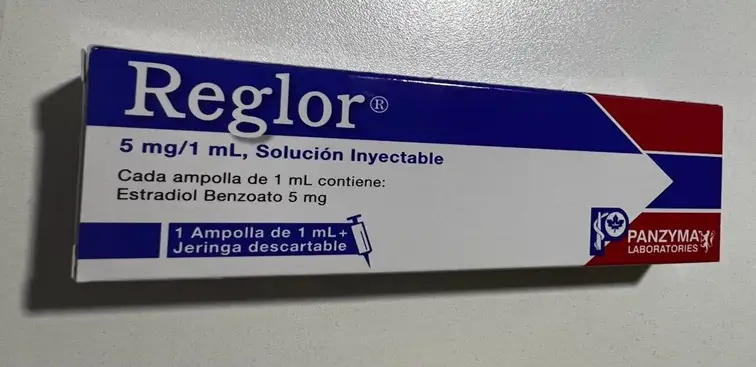 Reglor®
5 mg/1 mL, Solución Inyectable
Cada ampolla de 1 mL contiene:
Estradiol Benzoato 5 mg
1 Ampolla de 1 mL+
Jeringa descartable
PANZYMA
LABORATORIES